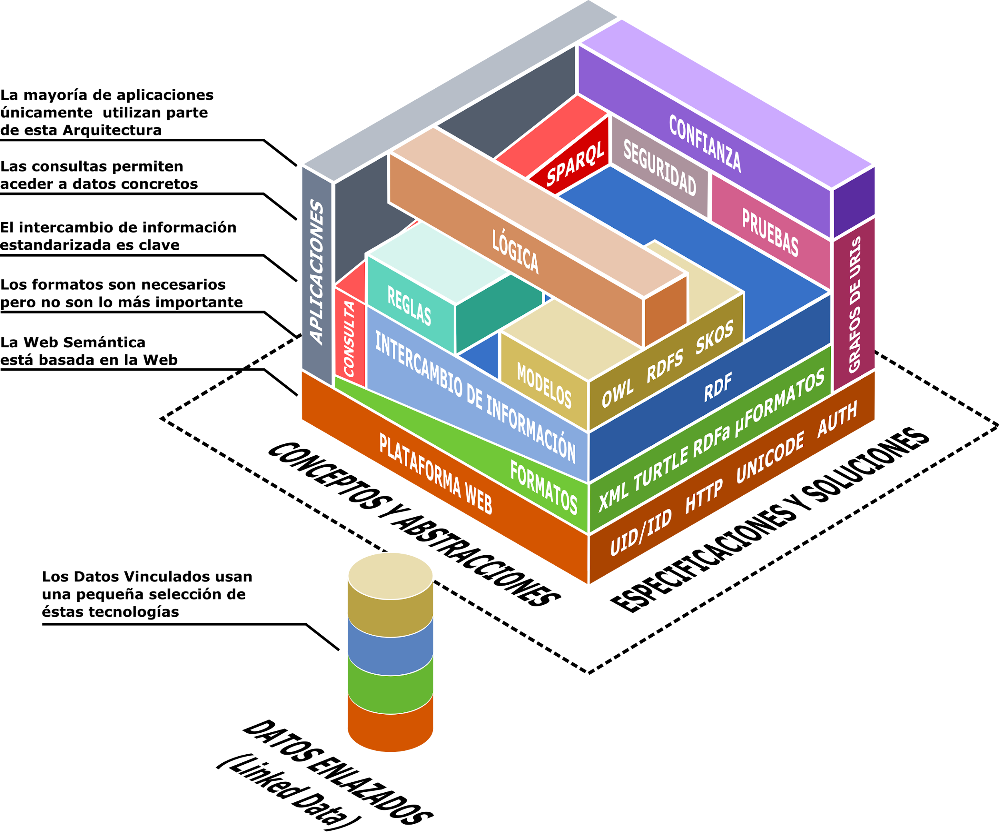 La mayoría de aplicaciones
únicamente  utilizan parte
de esta Arquitectura
Las consultas permiten
aceder a datos concretos
El intercambio de información
estandarizada es clave
Los formatos son necesarios
pero no son lo más importante
La Web Semántica
está basada en la Web
APLICACIONES
CONFIANZA
SPARQL
SEGURIDAD
PRUEBAS
LÓGICA
GRAFOS DE URIs
REGLAS
CONSULTA
INTERCAMBIO DE INFORMACIÓN
MODELOS
OWL RDFS SKOS
RDF
FORMATOS
XML TURTLE RDFa µFORMATOS
PLATAFORMA WEB
UID/IID HTTP UNICODE AUTH
CONCEPTOS Y ABSTRACCIONES
ESPECIFICACIONES Y SOLUCIONES
Los Datos Vinculados usan
una pequeña selección de
éstas tecnologías
DATOS ENLAZADOS
(Linked Data)